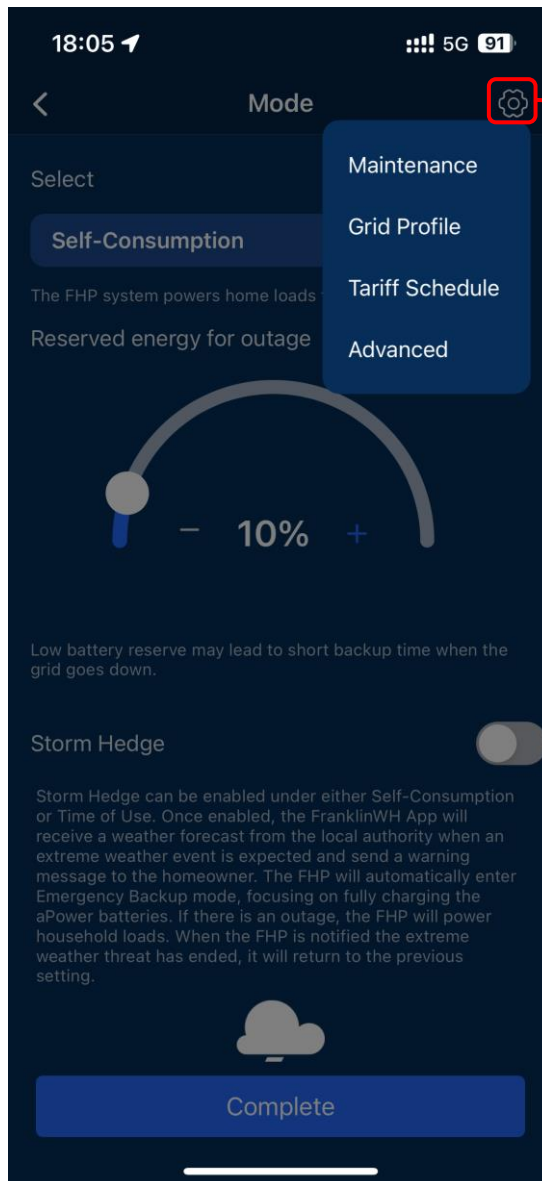 18:05
5G 91
Mode
Maintenance
Select
Grid Profile
Self-Consumption
Tariff Schedule
The FHP system powers home loads
Reserved energy for outage
Advanced
− 10% +
Low battery reserve may lead to short backup time when the
grid goes down.
Storm Hedge
Storm Hedge can be enabled under either Self-Consumption
or Time of Use. Once enabled, the FranklinWH App will
receive a weather forecast from the local authority when an
extreme weather event is expected and send a warning
message to the homeowner. The FHP will automatically enter
Emergency Backup mode, focusing on fully charging the
aPower batteries. If there is an outage, the FHP will power
household loads. When the FHP is notified the extreme
weather threat has ended, it will return to the previous
setting.
Complete